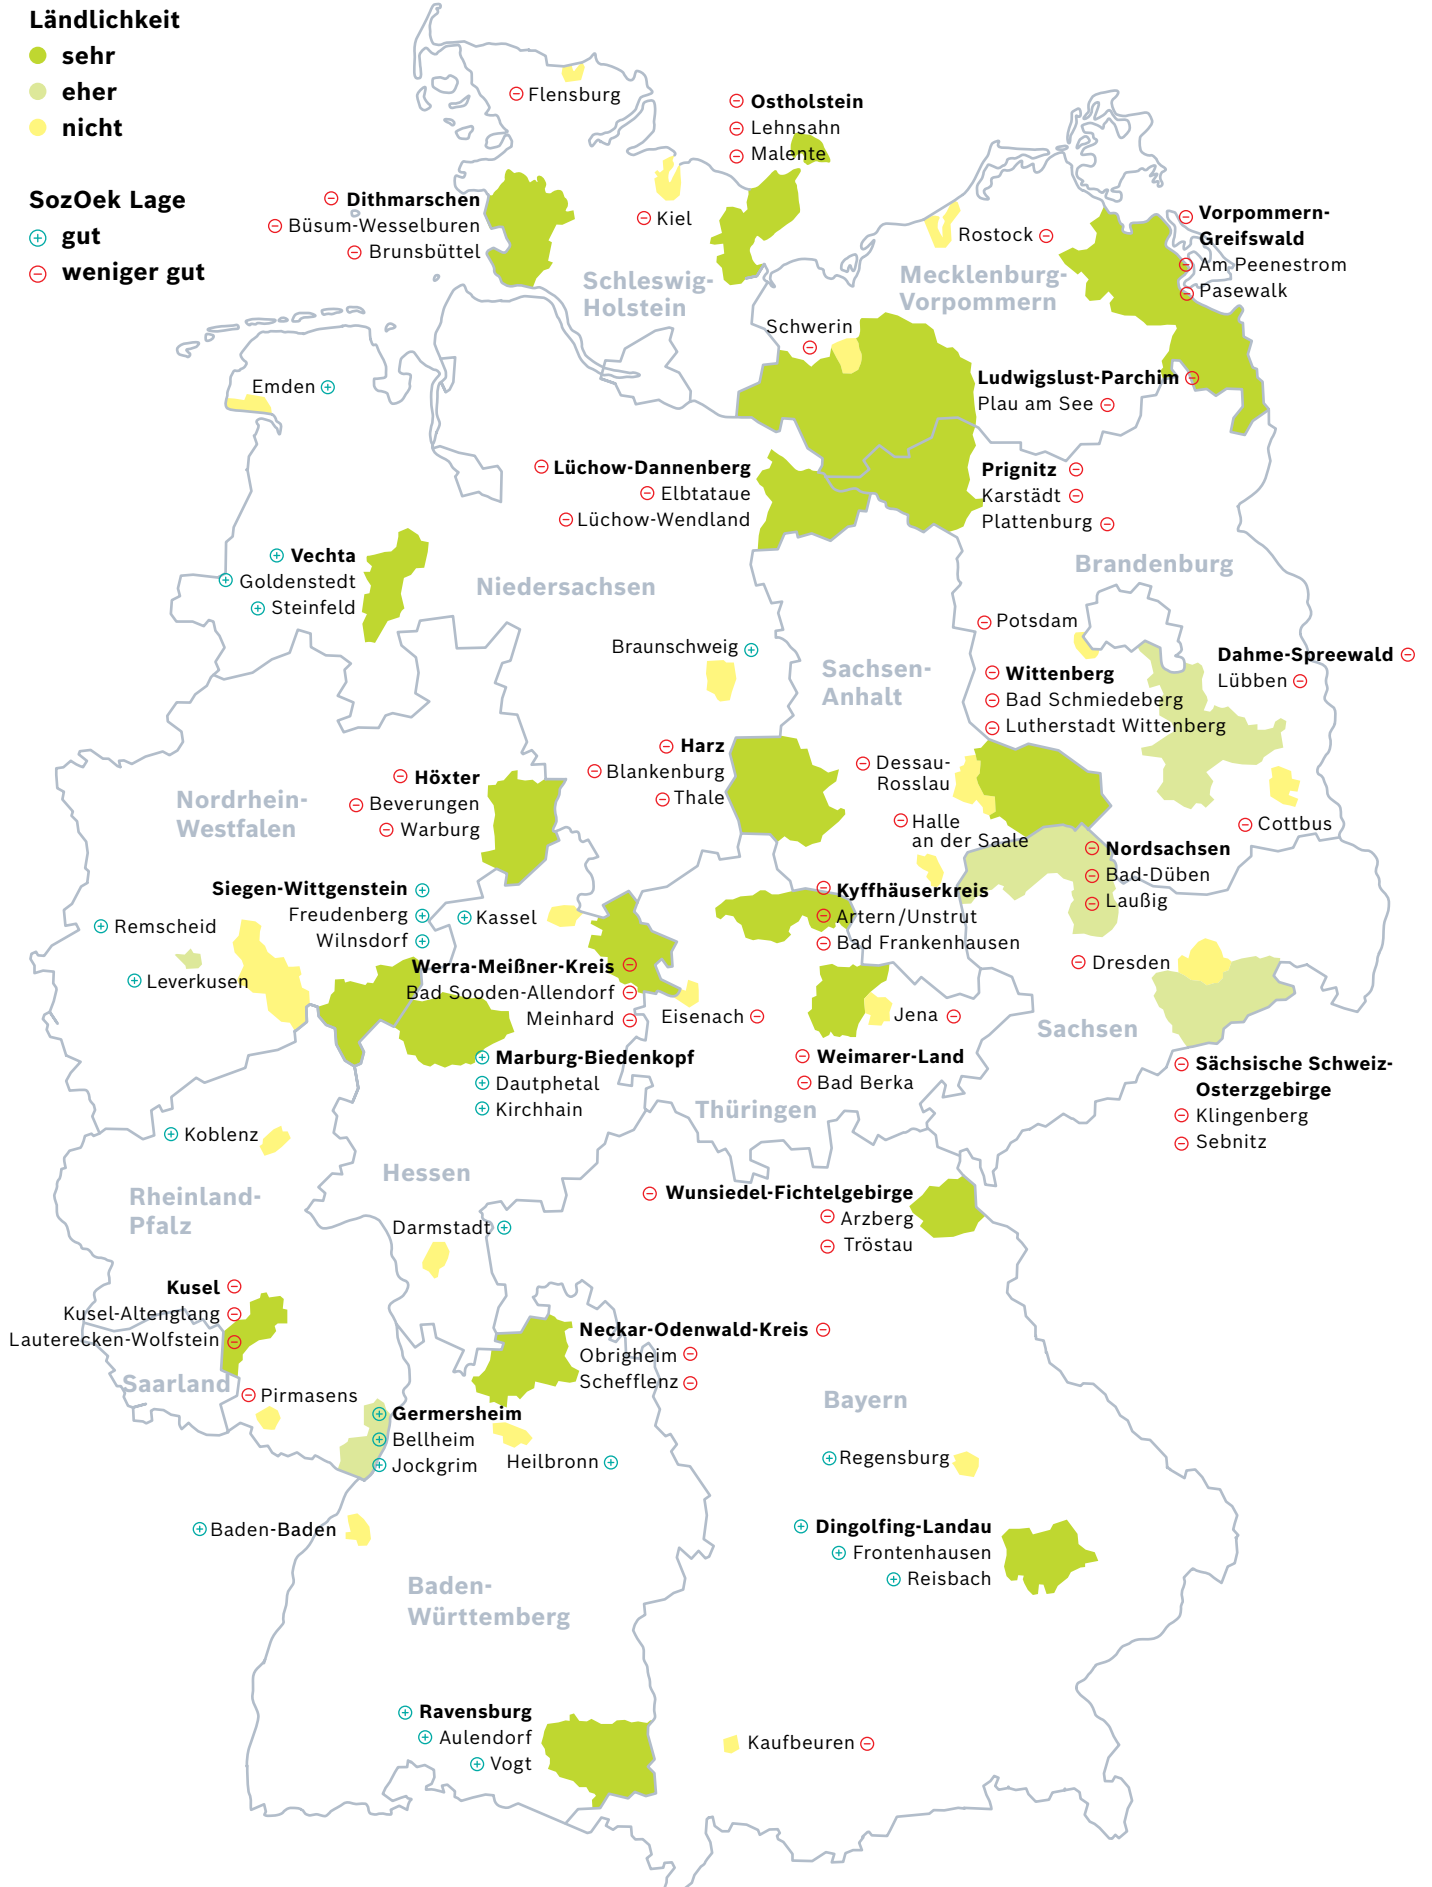 Ländlichkeit
sehr
eher
nicht
SozOek Lage
gut
weniger gut
Flensburg
Ostholstein
Lehnsahn
Malente
Dithmarschen
Büsum-Wesselburen
Brunsbüttel
Kiel
Rostock
Vorpommern-
Greifswald
Am Peenestrom
Pasewalk
Schleswig-
Holstein
Mecklenburg-
Vorpommern
Schwerin
Emden
Ludwigslust-Parchim
Plau am See
Lüchow-Dannenberg
Elbtataue
Lüchow-Wendland
Prignitz
Karstädt
Plattenburg
Vechta
Goldenstedt
Steinfeld
Niedersachsen
Brandenburg
Potsdam
Braunschweig
Sachsen-
Anhalt
Dahme-Spreewald
Lübben
Wittenberg
Bad Schmiedeberg
Lutherstadt Wittenberg
Harz
Blankenburg
Thale
Dessau-
Rosslau
Höxter
Beverungen
Warburg
Nordrhein-
Westfalen
Halle
an der Saale
Cottbus
Nordsachsen
Bad-Düben
Laußig
Siegen-Wittgenstein
Freudenberg
Wilnsdorf
Kassel
Kyffhäuserkreis
Artern/Unstrut
Bad Frankenhausen
Remscheid
Leverkusen
Werra-Meißner-Kreis
Bad Sooden-Allendorf
Meinhard
Eisenach
Jena
Dresden
Sachsen
Marburg-Biedenkopf
Dautphetal
Kirchhain
Weimarer-Land
Bad Berka
Sächsische Schweiz-
Osterzgebirge
Klingenberg
Sebnitz
Thüringen
Koblenz
Hessen
Rheinland-
Pfalz
Wunsiedel-Fichtelgebirge
Arzberg
Tröstau
Darmstadt
Kusel
Kusel-Altenglang
Lauterecken-Wolfstein
Neckar-Odenwald-Kreis
Obrigheim
Schefflenz
Saarland
Pirmasens
Bayern
Germersheim
Bellheim
Jockgrim
Heilbronn
Regensburg
Baden-Baden
Dingolfing-Landau
Frontenhausen
Reisbach
Baden-
Württemberg
Ravensburg
Aulendorf
Vogt
Kaufbeuren